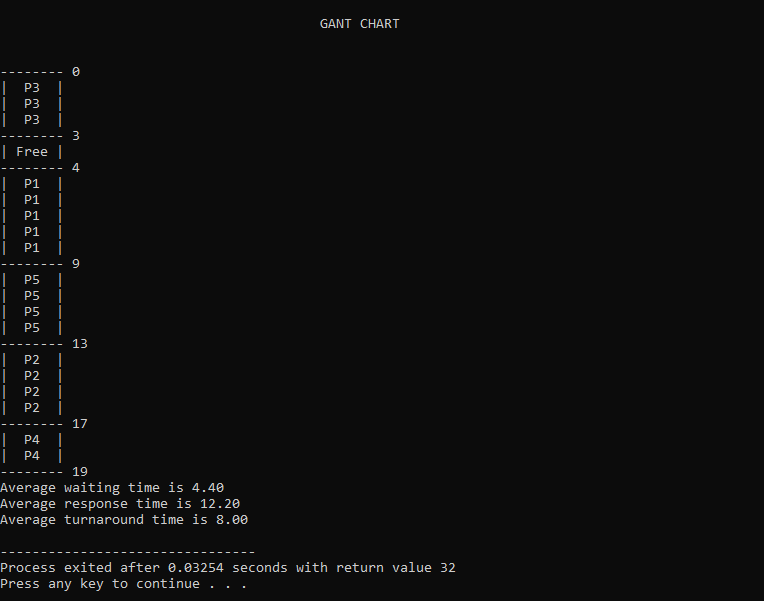 GANT CHART
-------- 0
|  P3  |
|  P3  |
|  P3  |
-------- 3
| Free |
-------- 4
|  P1  |
|  P1  |
|  P1  |
|  P1  |
|  P1  |
-------- 9
|  P5  |
|  P5  |
|  P5  |
|  P5  |
-------- 13
|  P2  |
|  P2  |
|  P2  |
|  P2  |
-------- 17
|  P4  |
|  P4  |
-------- 19
Average waiting time is 4.40
Average response time is 12.20
Average turnaround time is 8.00
--------------------------------
Process exited after 0.03254 seconds with return value 32
Press any key to continue . . .